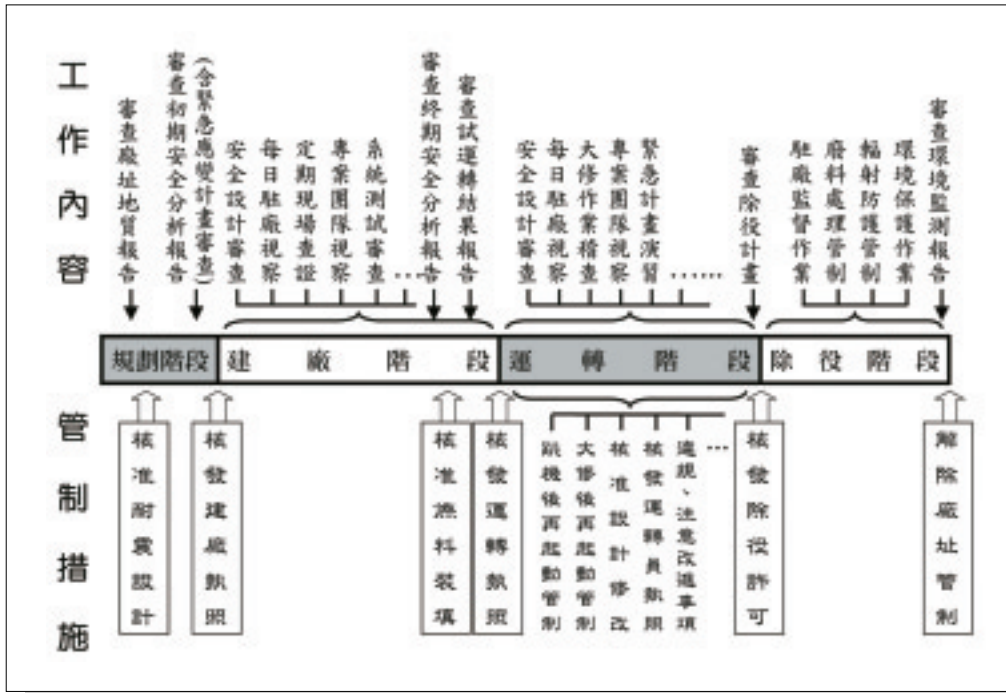 工作內容
審查廠址地質報告
審查初期安全分析報告
(含緊急應變計畫審查)
安全設計審查
每日駐廠視察
定期現場查證
專案團隊視察
系統測試審查
......
審查終期安全分析報告
審查試運轉結果報告
安全設計審查
每日駐廠視察
大修作業稽查
專案團隊視察
緊急計畫演習
......
審查除役計畫
駐廠監督作業
廢料處理管制
輻射防護管制
環境保護作業
審查環境監測報告
規劃階段
建廠階段
運轉階段
除役階段
管制措施
核准耐震設計
核發建廠執照
核准燃料裝填
核發運轉執照
跳機後再起動管制
大修後再起動管制
核准設計修改
核發運轉員執照
違規、注意改進事項
....
核發除役許可
解除廠址管制